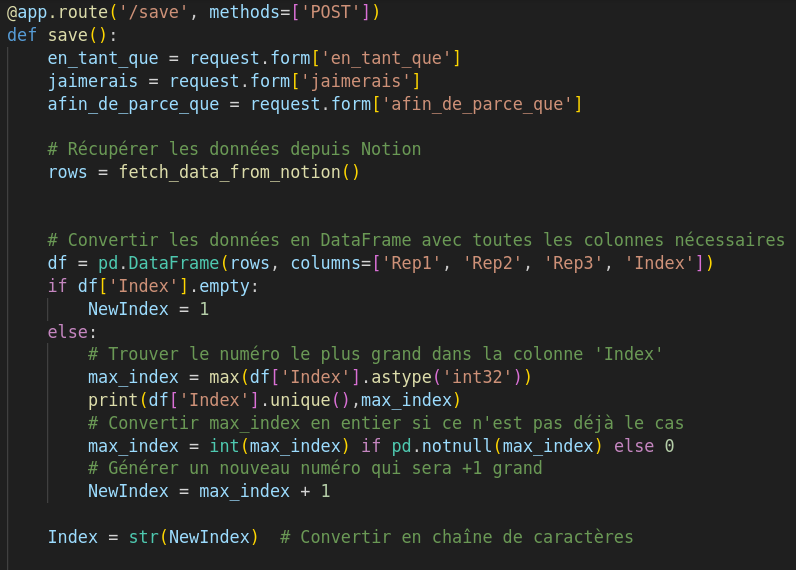 @app.route('/save', methods=['POST'])
def save():
    en_tant_que = request.form['en_tant_que']
    jaimerais = request.form['jaimerais']
    afin_de_parce_que = request.form['afin_de_parce_que']

    # Récupérer les données depuis Notion
    rows = fetch_data_from_notion()


    # Convertir les données en DataFrame avec toutes les colonnes nécessaires
    df = pd.DataFrame(rows, columns=['Rep1', 'Rep2', 'Rep3', 'Index'])
    if df['Index'].empty:
        NewIndex = 1
    else:
        # Trouver le numéro le plus grand dans la colonne 'Index'
        max_index = max(df['Index'].astype('int32'))
        print(df['Index'].unique(),max_index)
        # Convertir max_index en entier si ce n'est pas déjà le cas
        max_index = int(max_index) if pd.notnull(max_index) else 0
        # Générer un nouveau numéro qui sera +1 grand
        NewIndex = max_index + 1

    Index = str(NewIndex)  # Convertir en chaîne de caractères